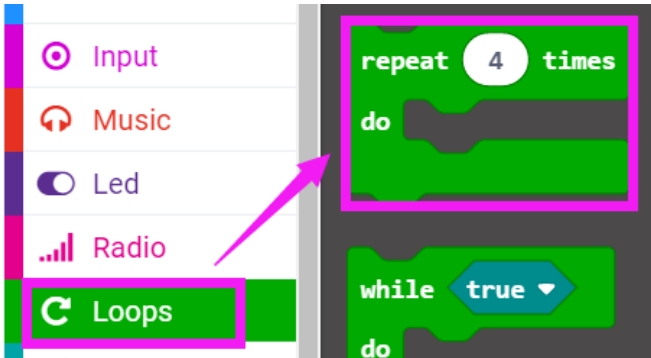 Input
Music
Led
Radio
Loops
repeat 4 times
do
while true
do